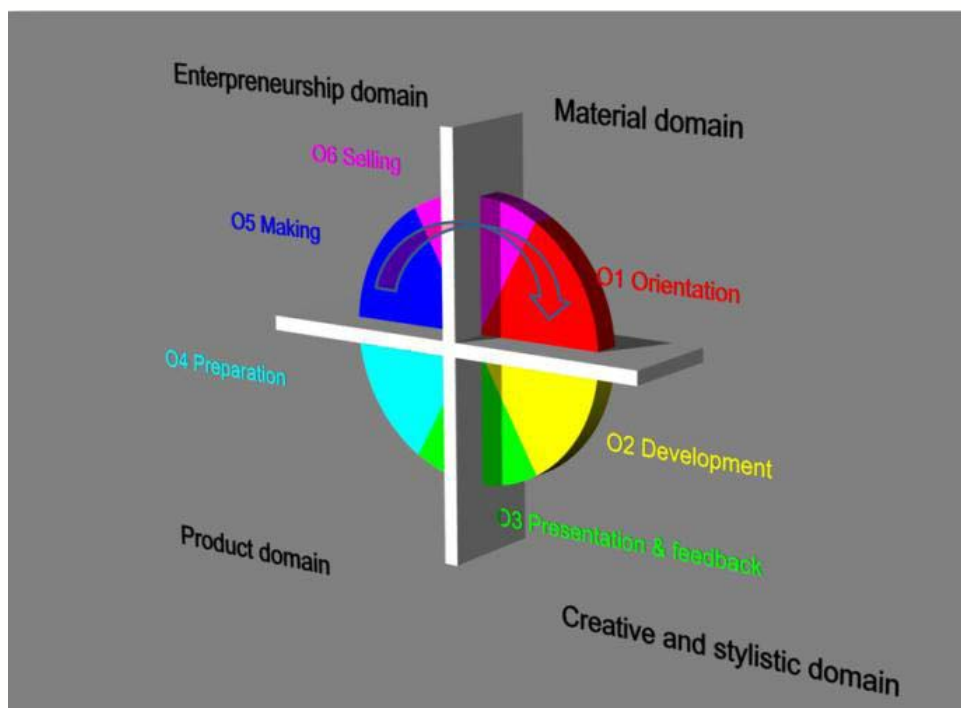 Enterpreneurship domain
Material domain
O6 Selling
O5 Making
O1 Orientation
O4 Preparation
O2 Development
O3 Presentation & feedback
Product domain
Creative and stylistic domain